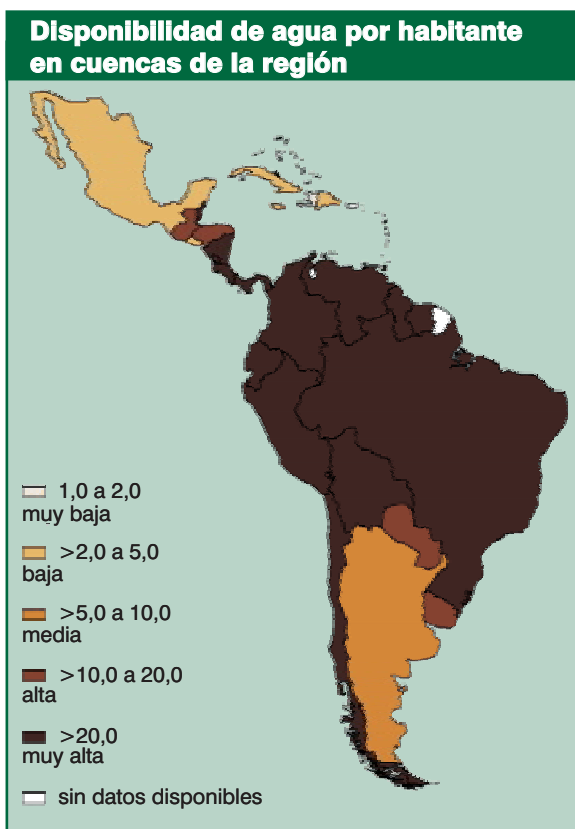 Disponibilidad de agua por habitante
en cuencas de la región
1,0 a 2,0
muy baja
>2,0 a 5,0
baja
>5,0 a 10,0
media
>10,0 a 20,0
alta
>20,0
muy alta
sin datos disponibles